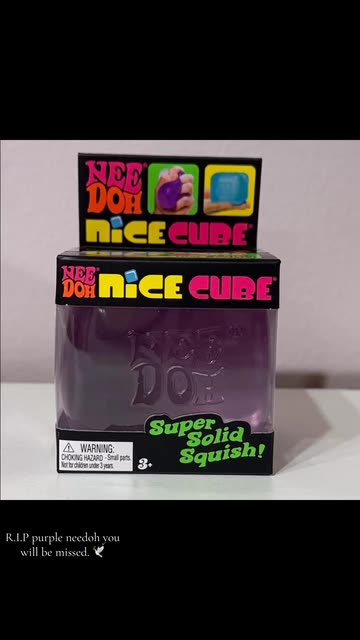 NEE
DOH
NiCE CUBE
NEE
DOH
NiCE CUBE
NEE
DOH
Super
Solid
Squish!
WARNING:
CHOKING HAZARD - Small parts.
Not for children under 3 years.
3+
R.I.P purple needoh you
will be missed. 🕊